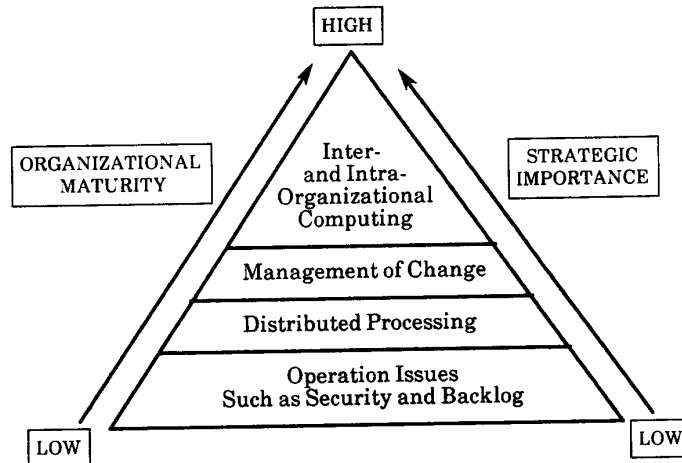 HIGH
ORGANIZATIONAL
MATURITY
STRATEGIC
IMPORTANCE
Inter-
and Intra-
Organizational
Computing
Management of Change
Distributed Processing
Operation Issues
Such as Security and Backlog
LOW
LOW